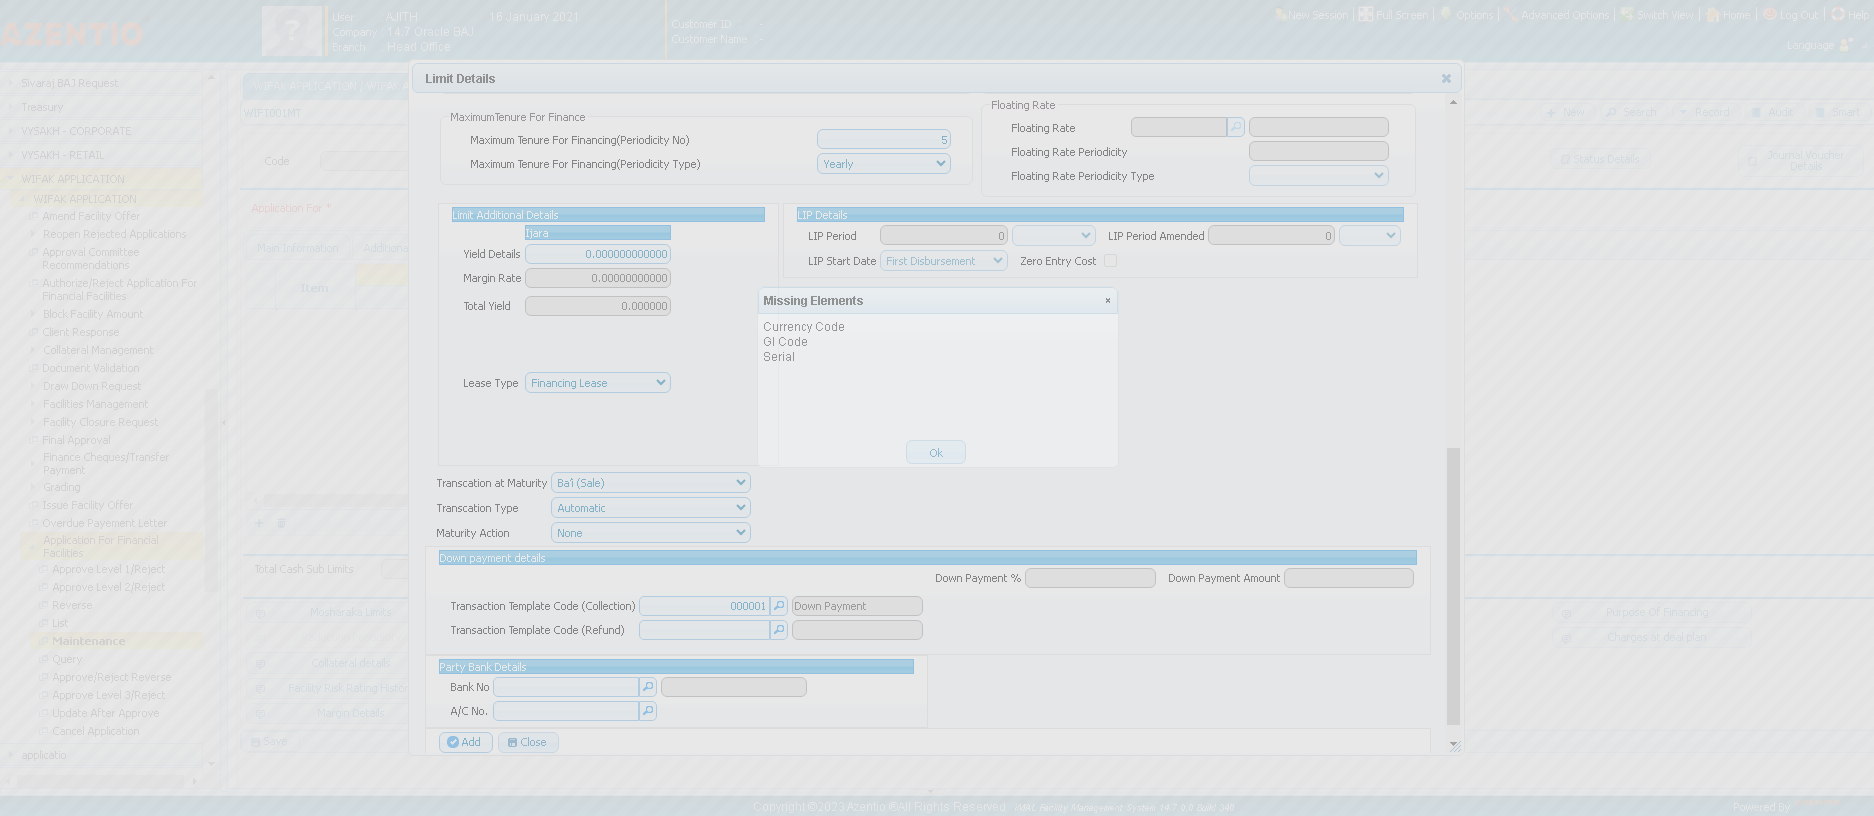 AZENTIO
User AJITH 16 January 2021
Company 14.7 Oracle BAJ
Branch Head Office
Customer ID -
Customer Name -
New Session Full Screen Options Advanced Options Switch View Home Log Out Help
Language
Sivaraj BAJ Request
Treasury
VYSAKH - CORPORATE
VYSAKH - RETAIL
WIFAK APPLICATION
WIFAK APPLICATION
Amend Facility Offer
Reopen Rejected Applications
Approval Committee
Recommendations
Authorize/Reject Application For
Financial Facilities
Block Facility Amount
Client Response
Collateral Management
Document Validation
Draw Down Request
Facilities Management
Facility Closure Request
Final Approval
Finance Cheques/Transfer
Payment
Grading
Issue Facility Offer
Overdue Payement Letter
Application For Financial
Facilities
Approve Level 1/Reject
Approve Level 2/Reject
Reverse
List
Maintenance
Query
Approve/Reject Reverse
Approve Level 3/Reject
Update After Approve
Cancel Application
applicatio
WIFT001MT
New Search Record Audit Smart
Code
Status Details
Journal Voucher
Details
Application For *
Main Information Additional
Item
Total Cash Sub Limits
Mosharaka Limits
Collateral details
Facility Risk Rating Histor
Margin Details
Save
Purpose Of Financing
Charges at deal plan
Limit Details
MaximumTenure For Finance
Maximum Tenure For Financing(Periodicity No) 5
Maximum Tenure For Financing(Periodicity Type) Yearly
Floating Rate
Floating Rate
Floating Rate Periodicity
Floating Rate Periodicity Type
Limit Additional Details
Ijara
Yield Details 0.000000000000
Margin Rate 0.00000000000
Total Yield 0.000000
Lease Type Financing Lease
LIP Details
LIP Period 0 LIP Period Amended 0
LIP Start Date First Disbursement Zero Entry Cost
Missing Elements ×
Currency Code
Gl Code
Serial
Ok
Transcation at Maturity Ba'i (Sale)
Transcation Type Automatic
Maturity Action None
Down payment details
Down Payment % Down Payment Amount
Transaction Template Code (Collection) 000001 Down Payment
Transaction Template Code (Refund)
Party Bank Details
Bank No
A/C No.
Add Close
Copyright ©2023 Azentio ®All Rights Reserved. IMAL Facility Management System 14.7.0.0 Build 340
Powered By